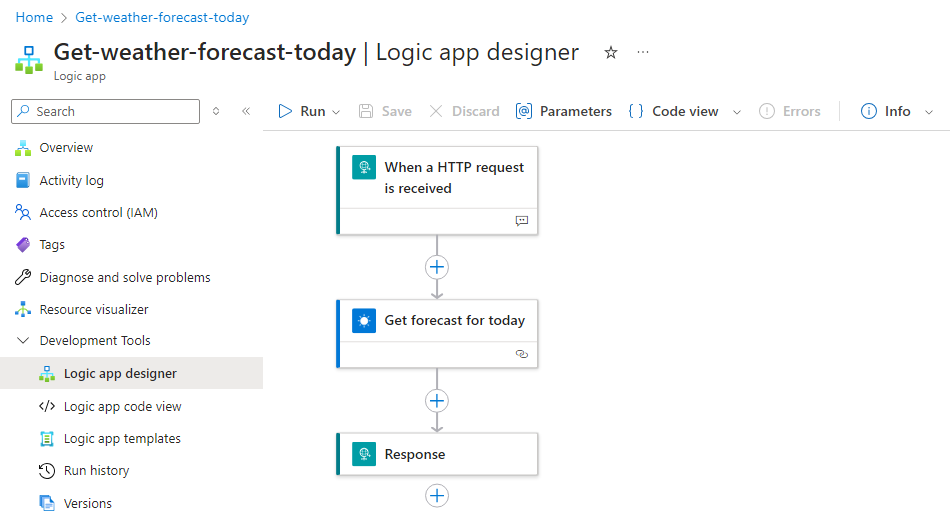 Home > Get-weather-forecast-today
Get-weather-forecast-today | Logic app designer
Logic app
Search
Run
Save
Discard
Parameters
Code view
Errors
Info
Overview
Activity log
Access control (IAM)
Tags
Diagnose and solve problems
Resource visualizer
Development Tools
Logic app designer
Logic app code view
Logic app templates
Run history
Versions
When a HTTP request
is received
Get forecast for today
Response